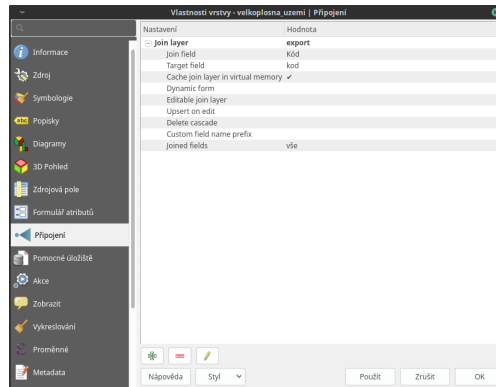 Vlastnosti vrstvy - velkoplosna_uzemi | Připojení
Informace
Zdroj
Symbologie
abc Popisky
Diagramy
3D Pohled
Zdrojová pole
Formulář atributů
Připojení
Pomocné úložiště
Akce
Zobrazit
Vykreslování
Proměnné
Metadata
Nastavení Hodnota
Join layer export
Join field Kód
Target field kod
Cache join layer in virtual memory ✔
Dynamic form
Editable join layer
Upsert on edit
Delete cascade
Custom field name prefix
Joined fields vše
Nápověda Styl Použít Zrušit OK